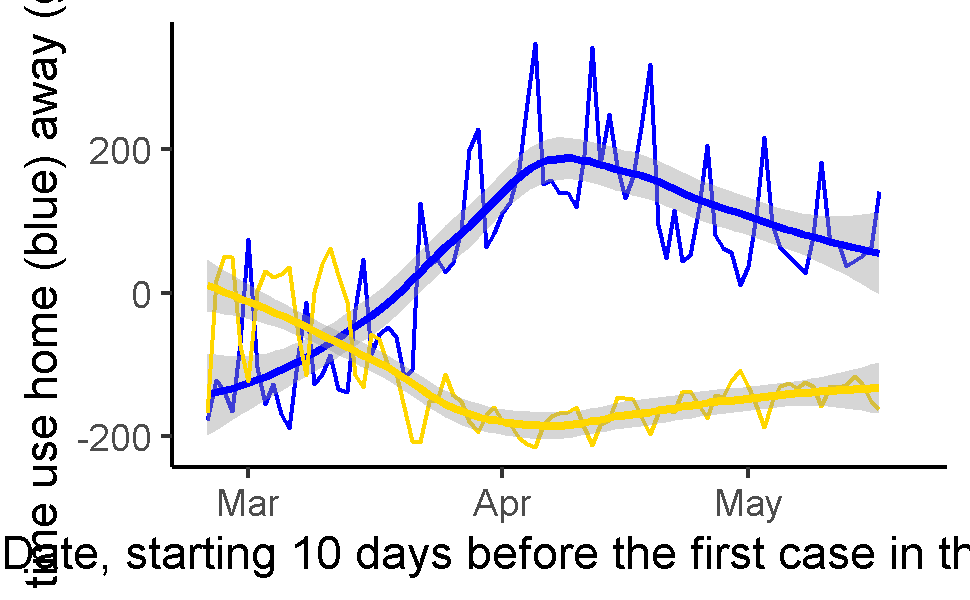 time use home (blue) away (
200
0
-200
Mar Apr May
Date, starting 10 days before the first case in th